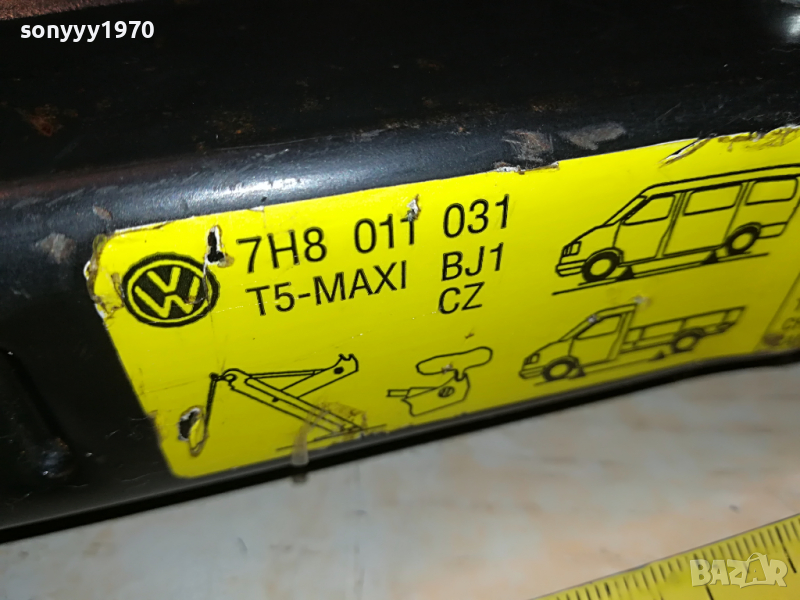 sonyyy1970
7H8 011 031
T5-MAXI BJ1
CZ
BAZAR